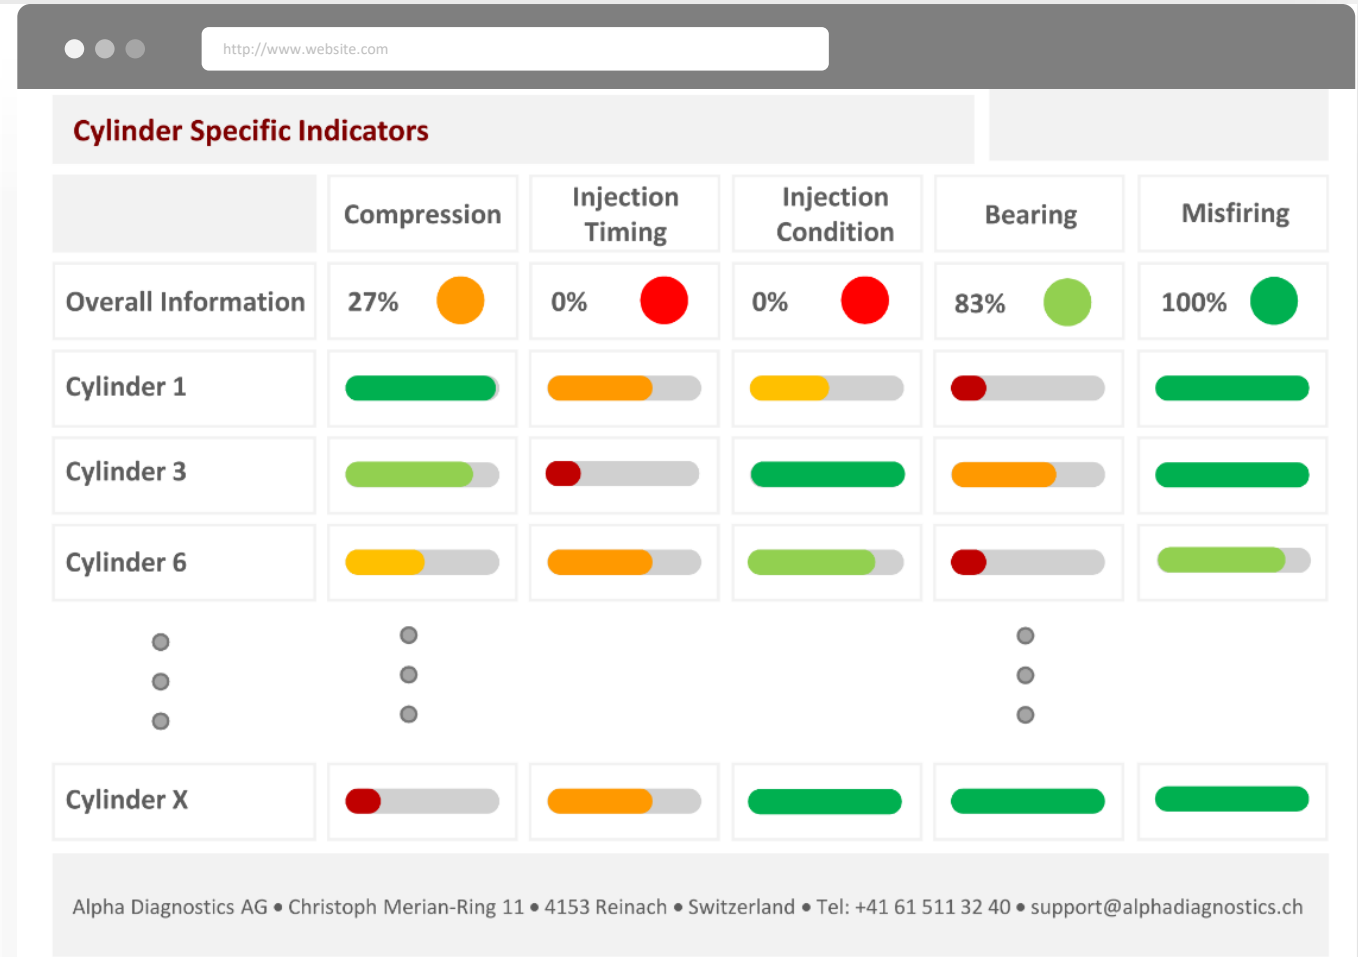 http://www.website.com
Cylinder Specific Indicators
Compression
Injection
Timing
Injection
Condition
Bearing
Misfiring
Overall Information
27%
0%
0%
83%
100%
Cylinder 1
Cylinder 3
Cylinder 6
Cylinder X
Alpha Diagnostics AG • Christoph Merian-Ring 11 • 4153 Reinach • Switzerland • Tel: +41 61 511 32 40 • support@alphadiagnostics.ch